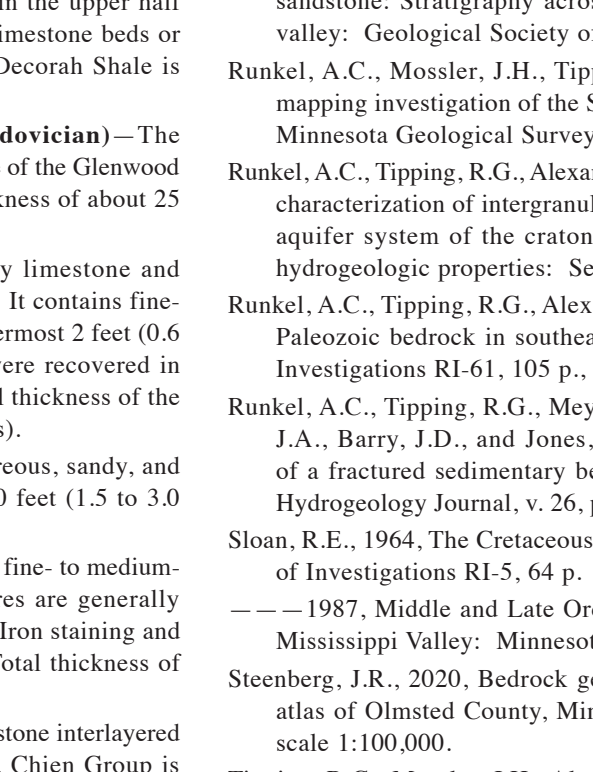 in the upper half
limestone beds or
Decorah Shale is
dovician)—The
of the Glenwood
kness of about 25
y limestone and
It contains fine-
ermost 2 feet (0.6
were recovered in
l thickness of the
s).
reous, sandy, and
0 feet (1.5 to 3.0
fine- to medium-
res are generally
Iron staining and
Total thickness of
stone interlayered
Chien Group is
sandstone: Stratigraphy acros
valley: Geological Society of
Runkel, A.C., Mossler, J.H., Tipp
mapping investigation of the S
Minnesota Geological Survey
Runkel, A.C., Tipping, R.G., Alexa
characterization of intergranul
aquifer system of the craton
hydrogeologic properties: Se
Runkel, A.C., Tipping, R.G., Alex
Paleozoic bedrock in southea
Investigations RI-61, 105 p.,
Runkel, A.C., Tipping, R.G., Mey
J.A., Barry, J.D., and Jones,
of a fractured sedimentary be
Hydrogeology Journal, v. 26, p
Sloan, R.E., 1964, The Cretaceous
of Investigations RI-5, 64 p.
———1987, Middle and Late Ord
Mississippi Valley: Minnesot
Steenberg, J.R., 2020, Bedrock ge
atlas of Olmsted County, Min
scale 1:100,000.